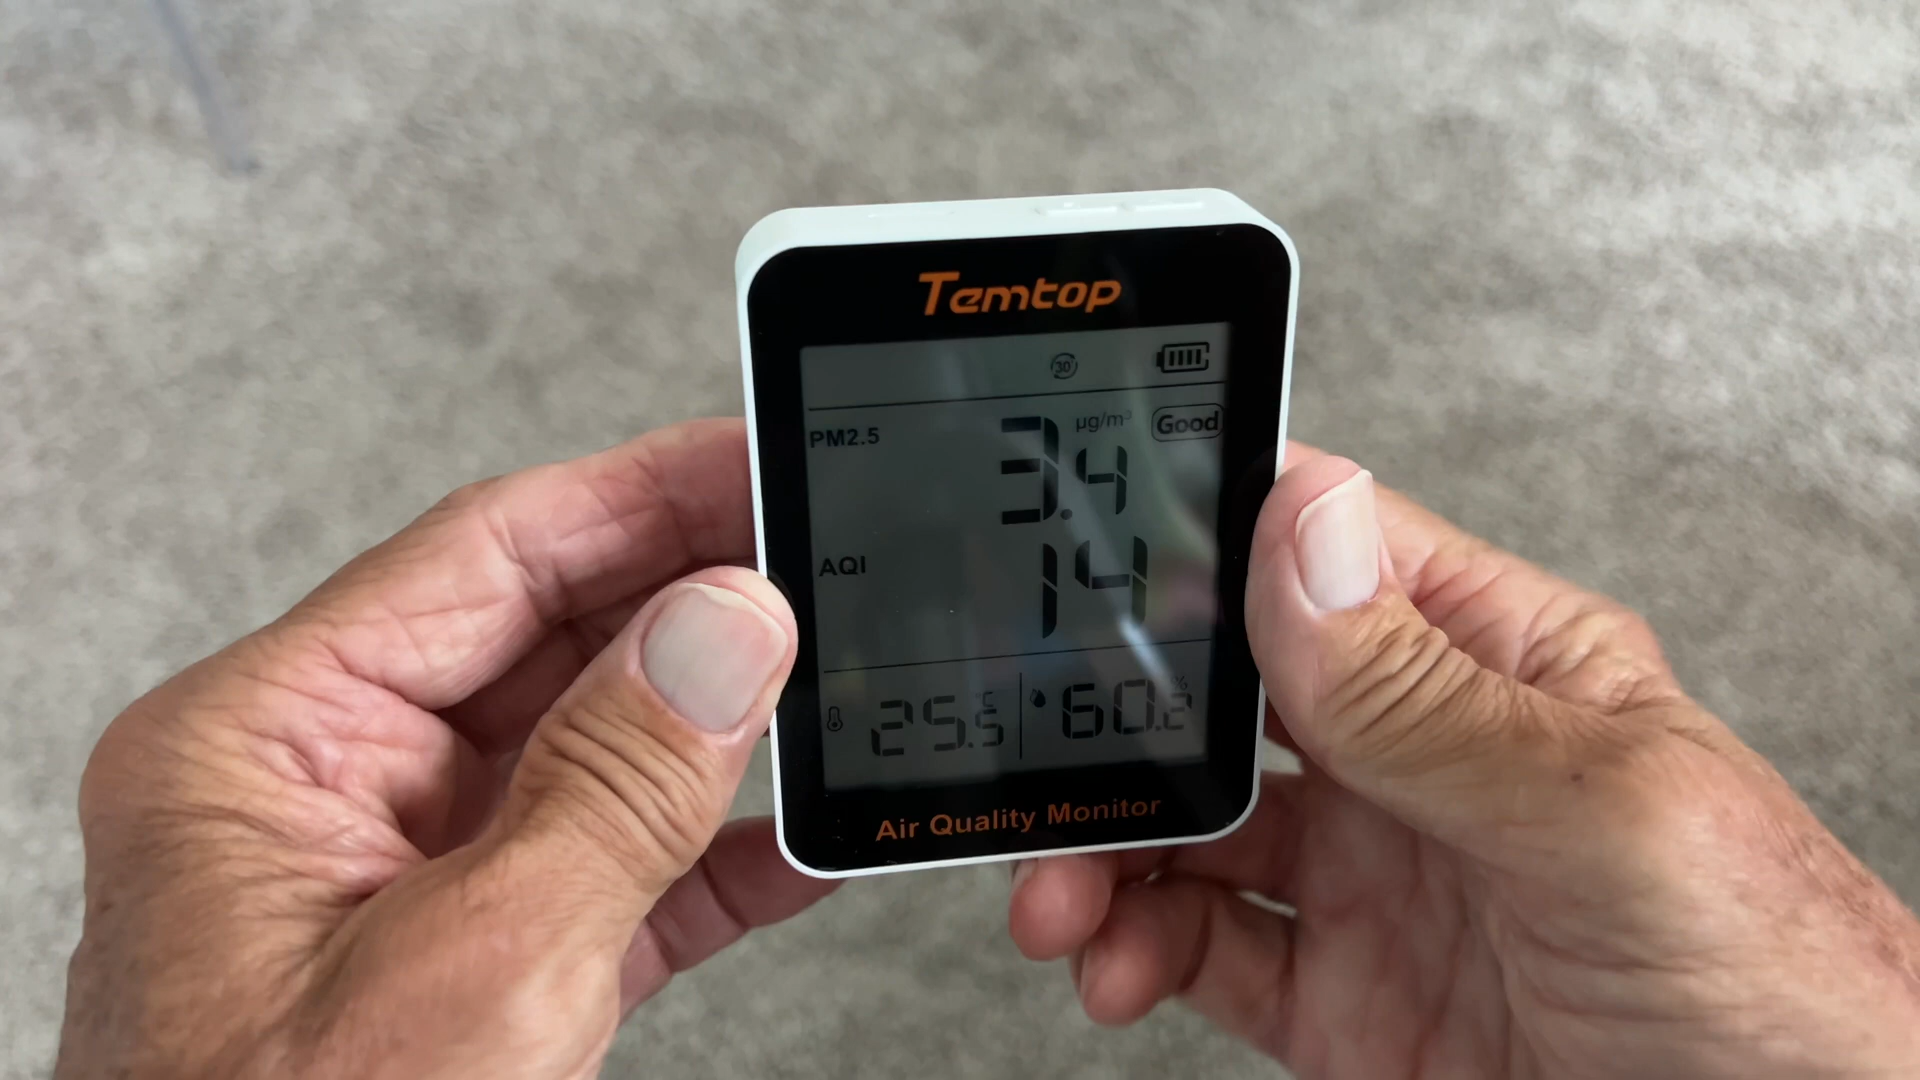 Temtop
30
PM2.5 3.4 µg/m³ Good
AQI 14
25.5 °C 60.2 %
Air Quality Monitor